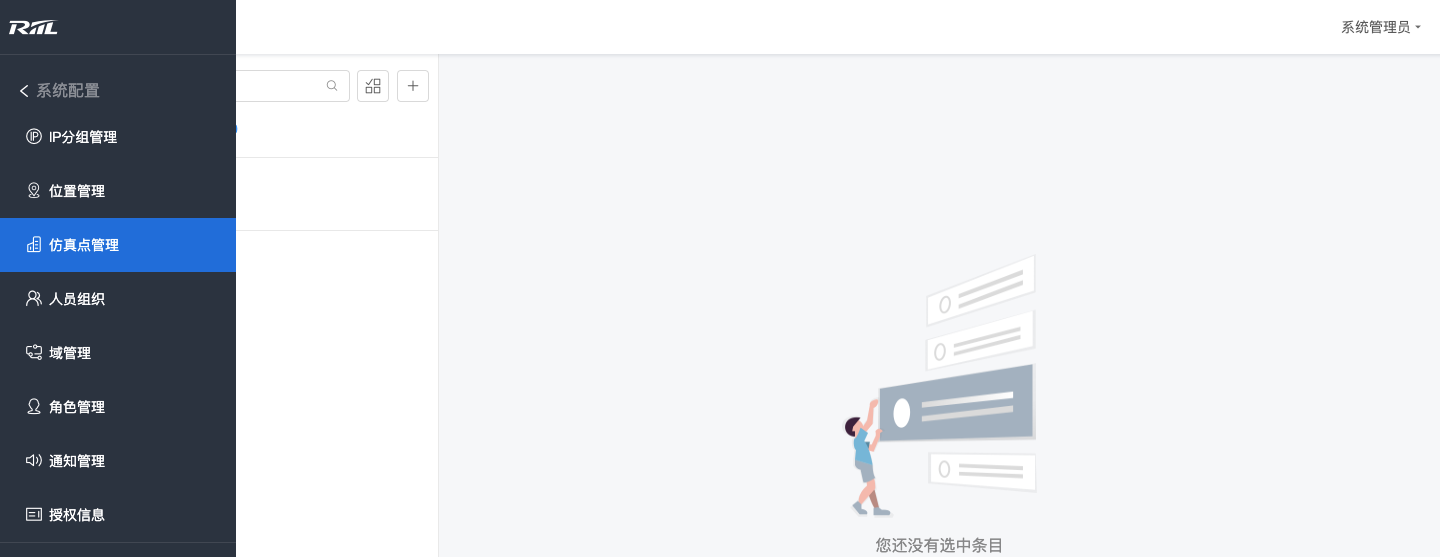 RIIL
系统管理员
系统配置
IP分组管理
位置管理
仿真点管理
人员组织
域管理
角色管理
通知管理
授权信息
您还没有选中条目